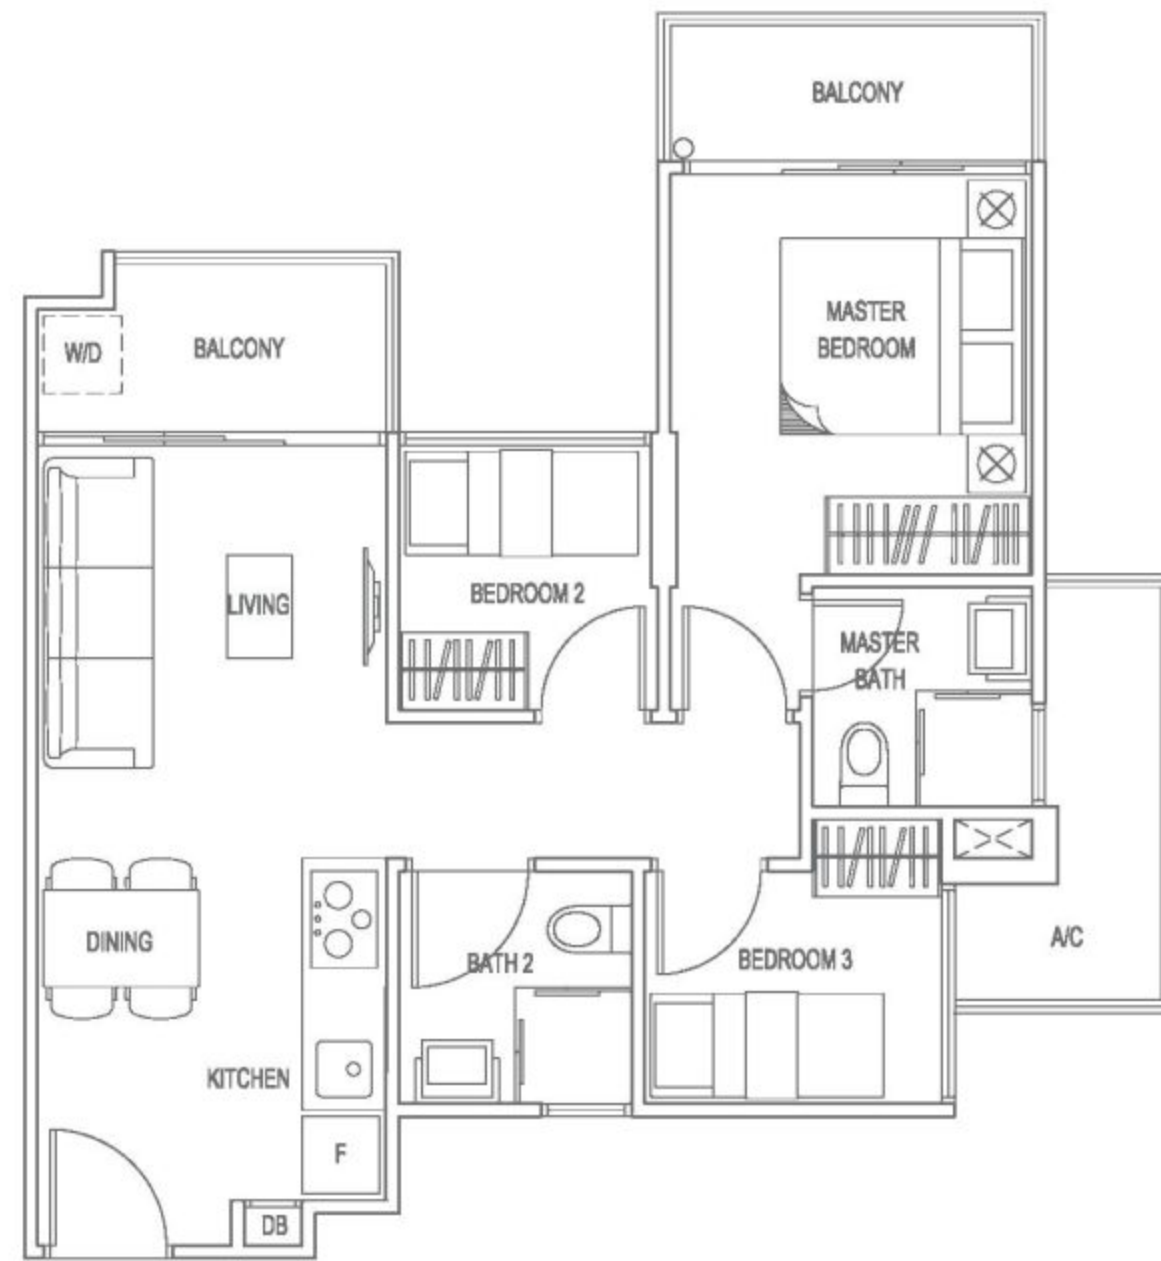 BALCONY
MASTER
BEDROOM
W/D
BALCONY
LIVING
BEDROOM 2
MASTER
BATH
DINING
BATH 2
BEDROOM 3
A/C
KITCHEN
F
DB